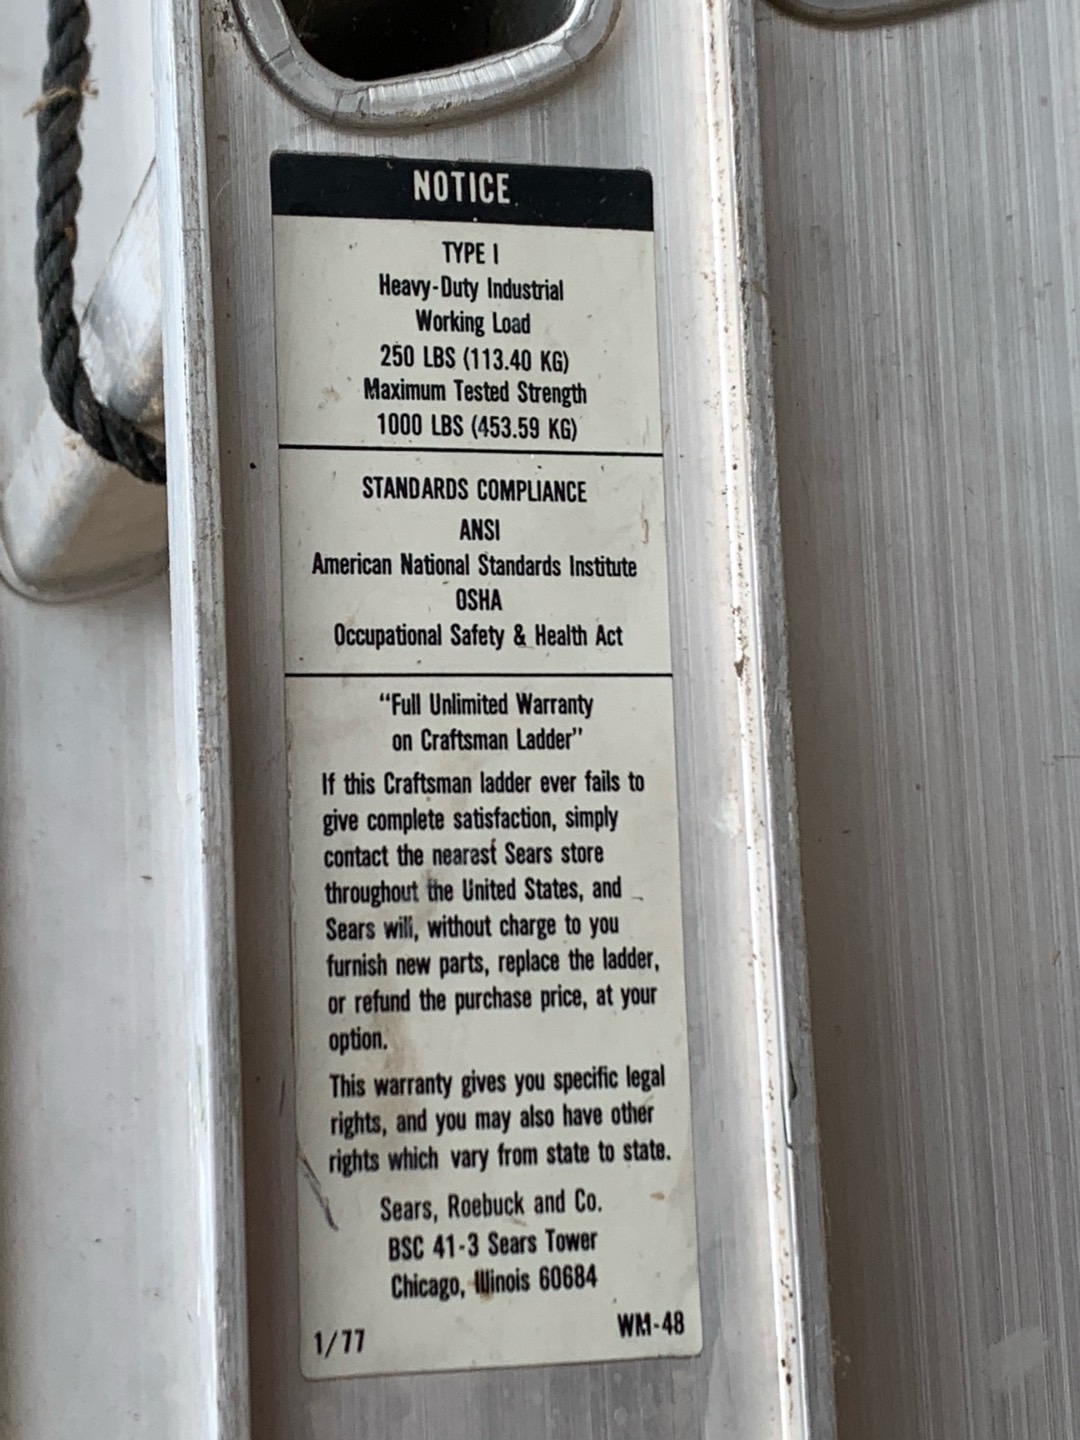 NOTICE
TYPE I
Heavy-Duty Industrial
Working Load
250 LBS (113.40 KG)
Maximum Tested Strength
1000 LBS (453.59 KG)
STANDARDS COMPLIANCE
ANSI
American National Standards Institute
OSHA
Occupational Safety & Health Act
“Full Unlimited Warranty
on Craftsman Ladder”
If this Craftsman ladder ever fails to
give complete satisfaction, simply
contact the nearest Sears store
throughout the United States, and
Sears will, without charge to you
furnish new parts, replace the ladder,
or refund the purchase price, at your
option.
This warranty gives you specific legal
rights, and you may also have other
rights which vary from state to state.
Sears, Roebuck and Co.
BSC 41-3 Sears Tower
Chicago, Illinois 60684
1/77 WM-48